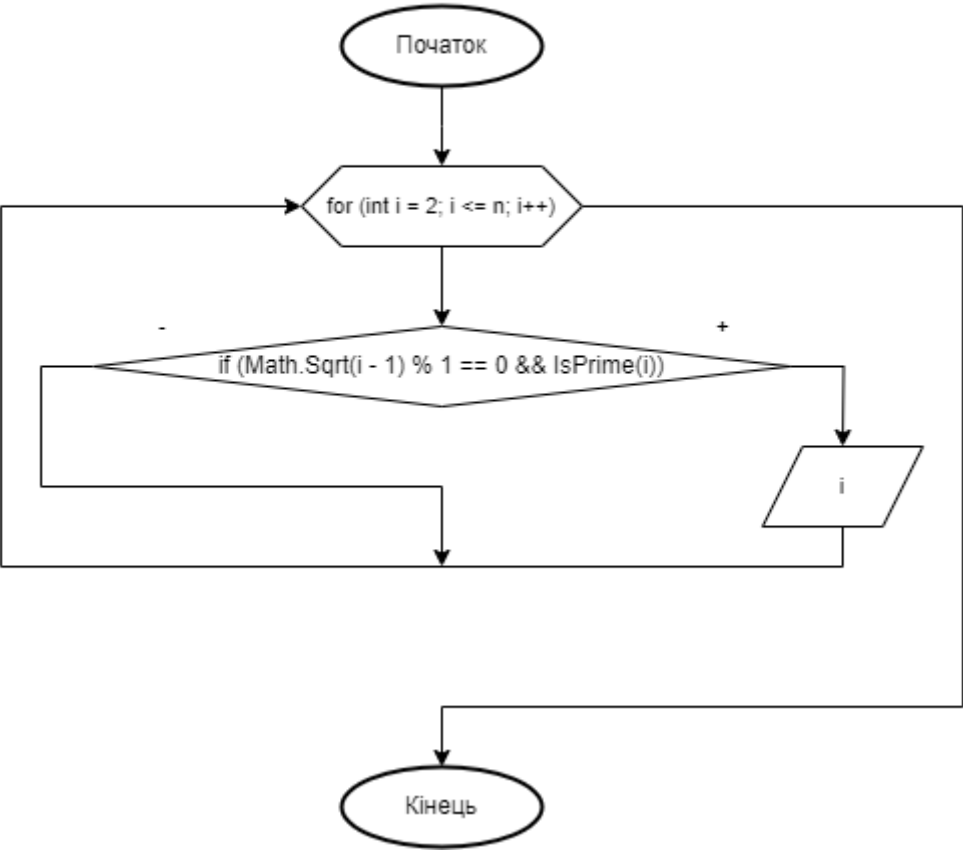 Початок
for (int i = 2; i <= n; i++)
-
+
if (Math.Sqrt(i - 1) % 1 == 0 && IsPrime(i))
i
Кінець